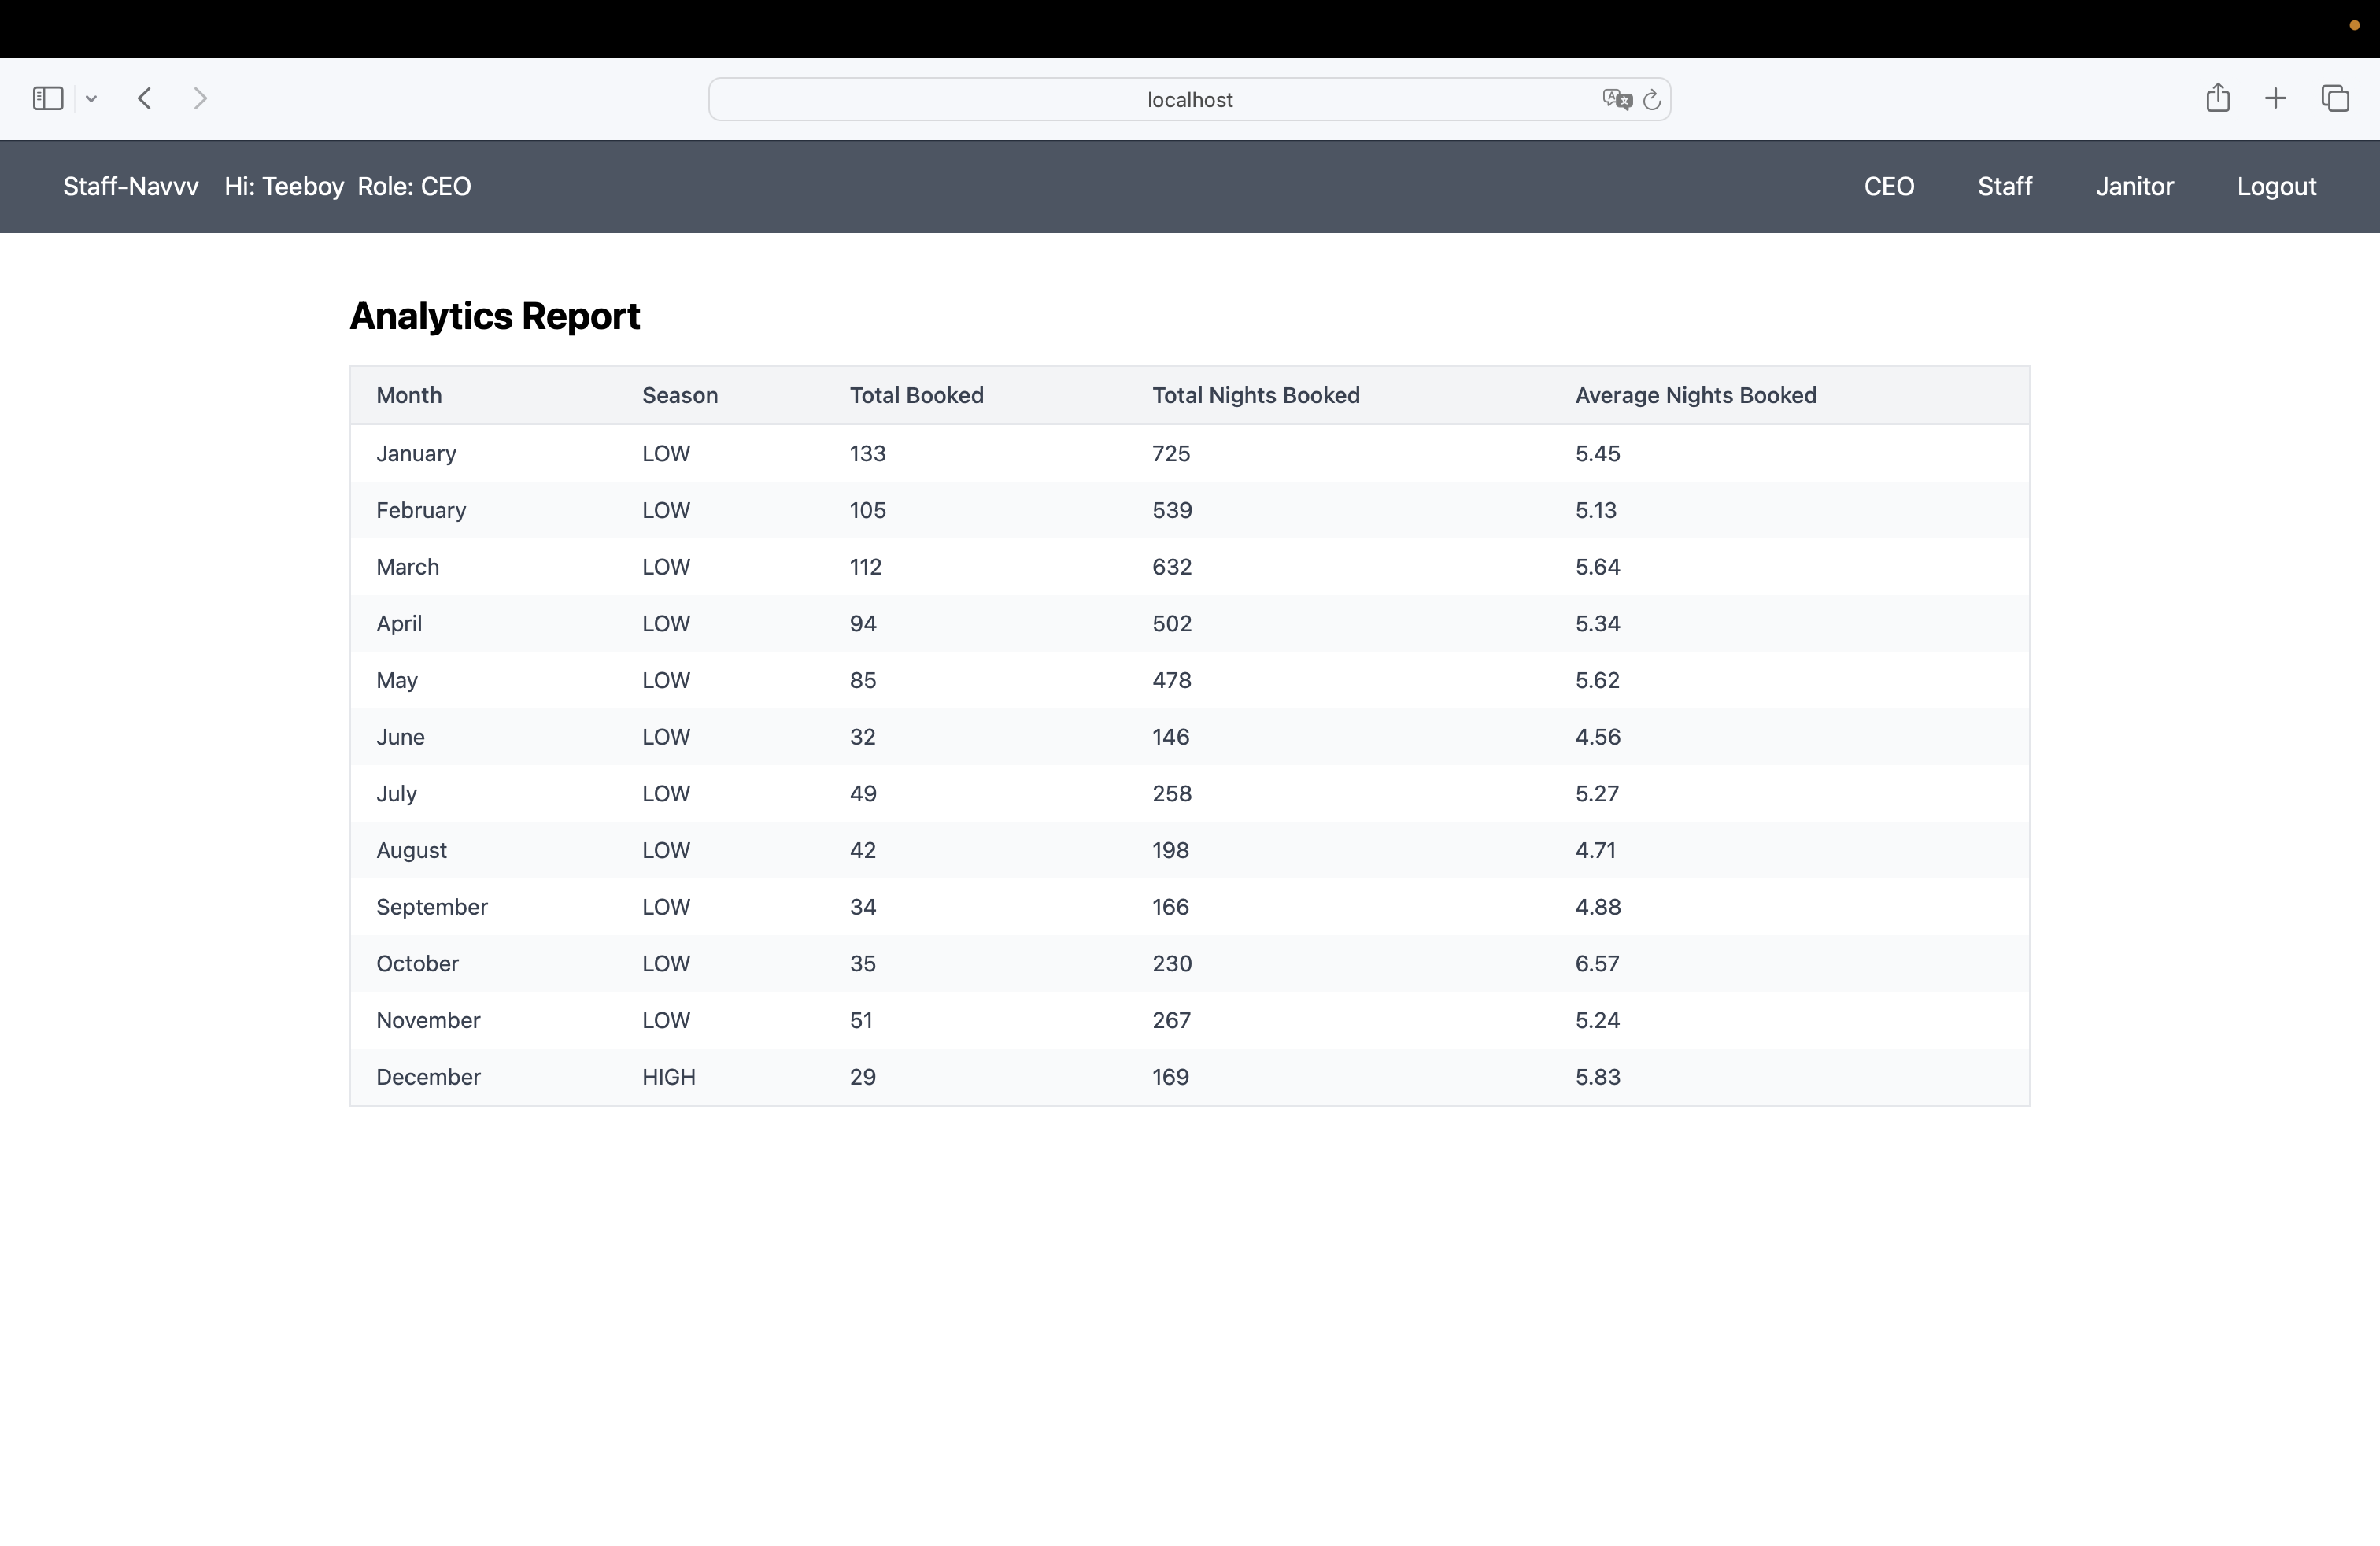 localhost
Staff-Navvv Hi: Teeboy Role: CEO CEO Staff Janitor Logout
Analytics Report
Month Season Total Booked Total Nights Booked Average Nights Booked
January LOW 133 725 5.45
February LOW 105 539 5.13
March LOW 112 632 5.64
April LOW 94 502 5.34
May LOW 85 478 5.62
June LOW 32 146 4.56
July LOW 49 258 5.27
August LOW 42 198 4.71
September LOW 34 166 4.88
October LOW 35 230 6.57
November LOW 51 267 5.24
December HIGH 29 169 5.83